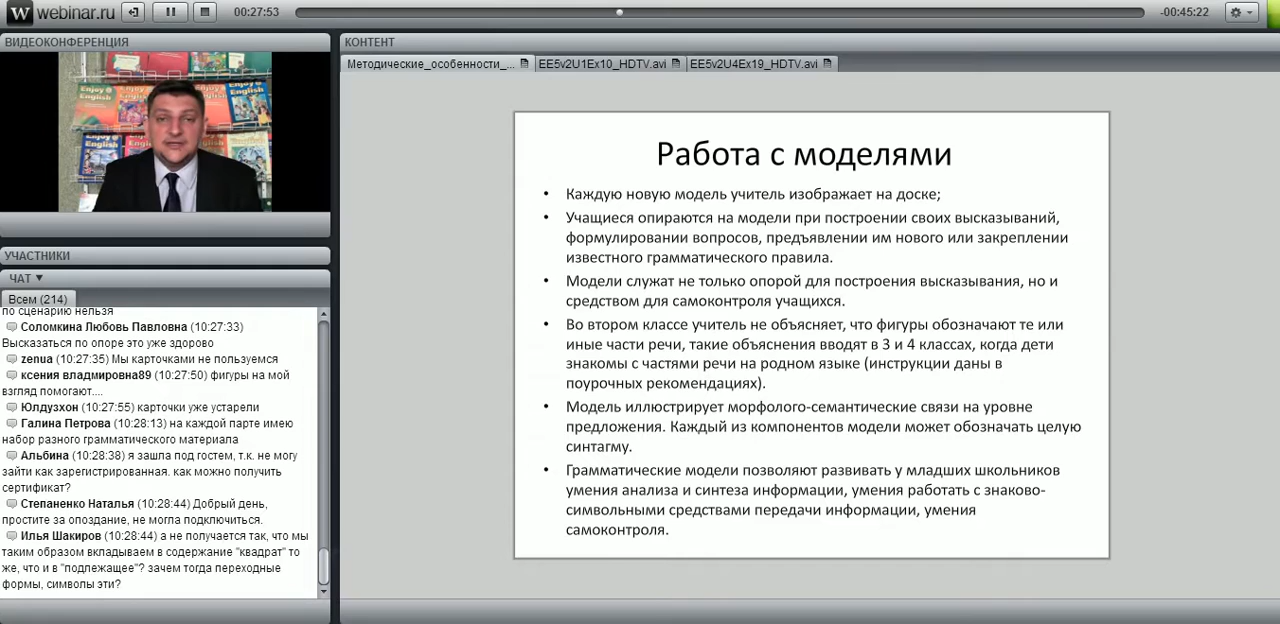 webinar.ru
00:27:53
-00:45:22
ВИДЕОКОНФЕРЕНЦИЯ
Enjoy English
Enjoy English
УЧАСТНИКИ
ЧАТ ▼
Всем (214)
по сценарию нельзя
Соломкина Любовь Павловна (10:27:33)
Высказаться по опоре это уже здорово
zenua (10:27:35) Мы карточками не пользуемся
ксения владмировна89 (10:27:50) фигуры на мой
взгляд помогают....
Юлдузхон (10:27:55) карточки уже устарели
Галина Петрова (10:28:13) на каждой парте имею
набор разного грамматического материала
Альбина (10:28:38) я зашла под гостем, т.к. не могу
зайти как зарегистрированная. как можно получить
сертификат?
Степаненко Наталья (10:28:44) Добрый день,
простите за опоздание, не могла подключиться.
Илья Шакиров (10:28:44) а не получается так, что мы
таким образом вкладываем в содержание "квадрат" то
же, что и в "подлежащее"? зачем тогда переходные
формы, символы эти?
КОНТЕНТ
Методические_особенности_...
EE5v2U1Ex10_HDTV.avi
EE5v2U4Ex19_HDTV.avi
Работа с моделями
• Каждую новую модель учитель изображает на доске;
• Учащиеся опираются на модели при построении своих высказываний,
формулировании вопросов, предъявлении им нового или закреплении
известного грамматического правила.
• Модели служат не только опорой для построения высказывания, но и
средством для самоконтроля учащихся.
• Во втором классе учитель не объясняет, что фигуры обозначают те или
иные части речи, такие объяснения вводят в 3 и 4 классах, когда дети
знакомы с частями речи на родном языке (инструкции даны в
поурочных рекомендациях).
• Модель иллюстрирует морфолого-семантические связи на уровне
предложения. Каждый из компонентов модели может обозначать целую
синтагму.
• Грамматические модели позволяют развивать у младших школьников
умения анализа и синтеза информации, умения работать с знаково-
символьными средствами передачи информации, умения
самоконтроля.